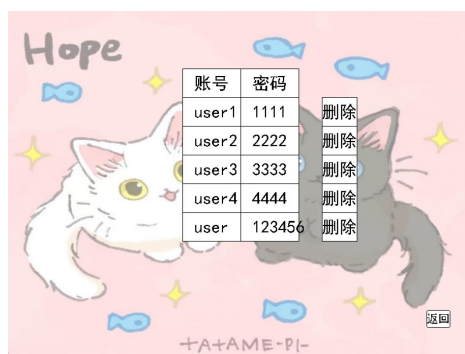 Hope
账号 密码
user1 1111 删除
user2 2222 删除
user3 3333 删除
user4 4444 删除
user 123456 删除
返回
TATAME-PI-